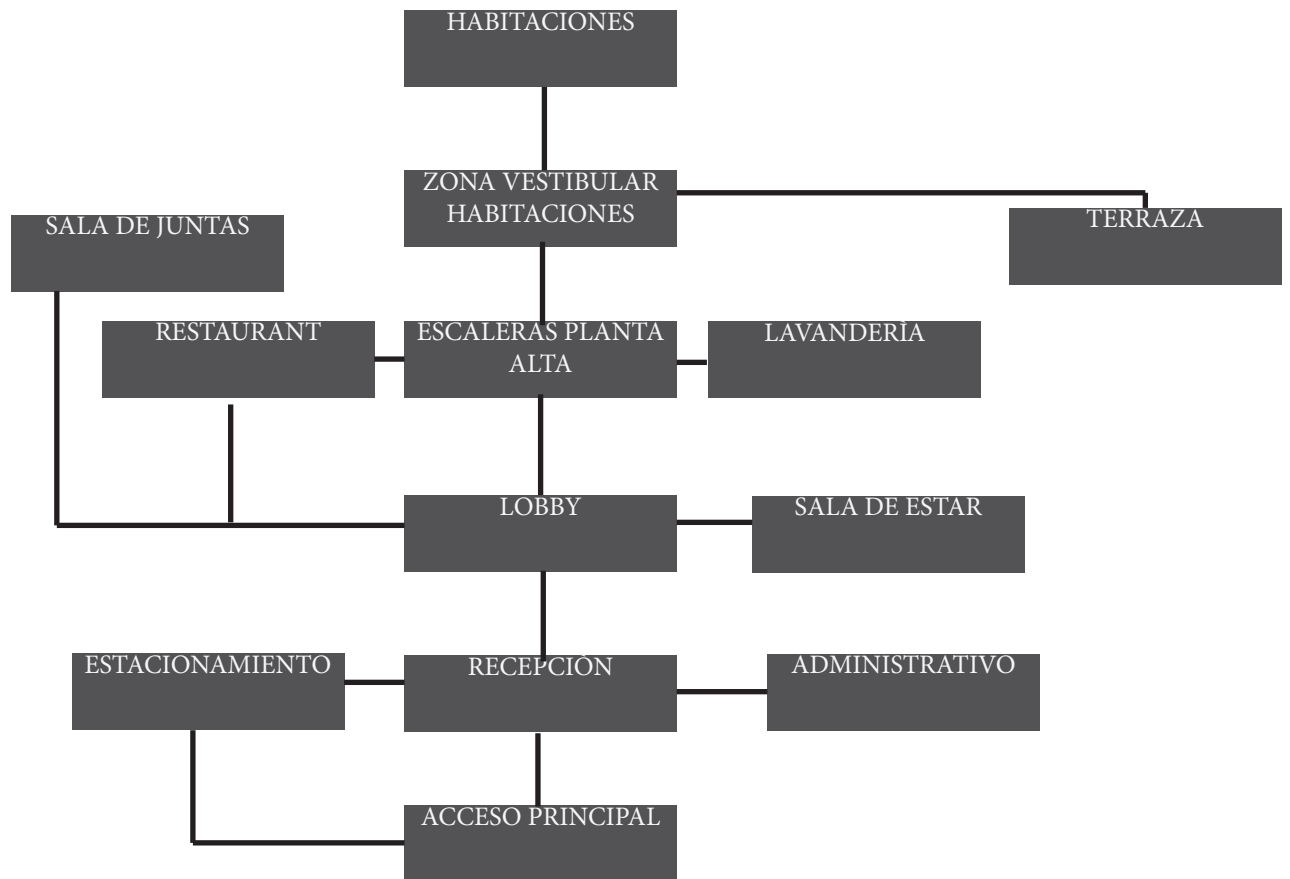 HABITACIONES
ZONA VESTIBULAR
HABITACIONES
TERRAZA
SALA DE JUNTAS
RESTAURANT
ESCALERAS PLANTA
ALTA
LAVANDERÍA
LOBBY
SALA DE ESTAR
ESTACIONAMIENTO
RECEPCIÓN
ADMINISTRATIVO
ACCESO PRINCIPAL